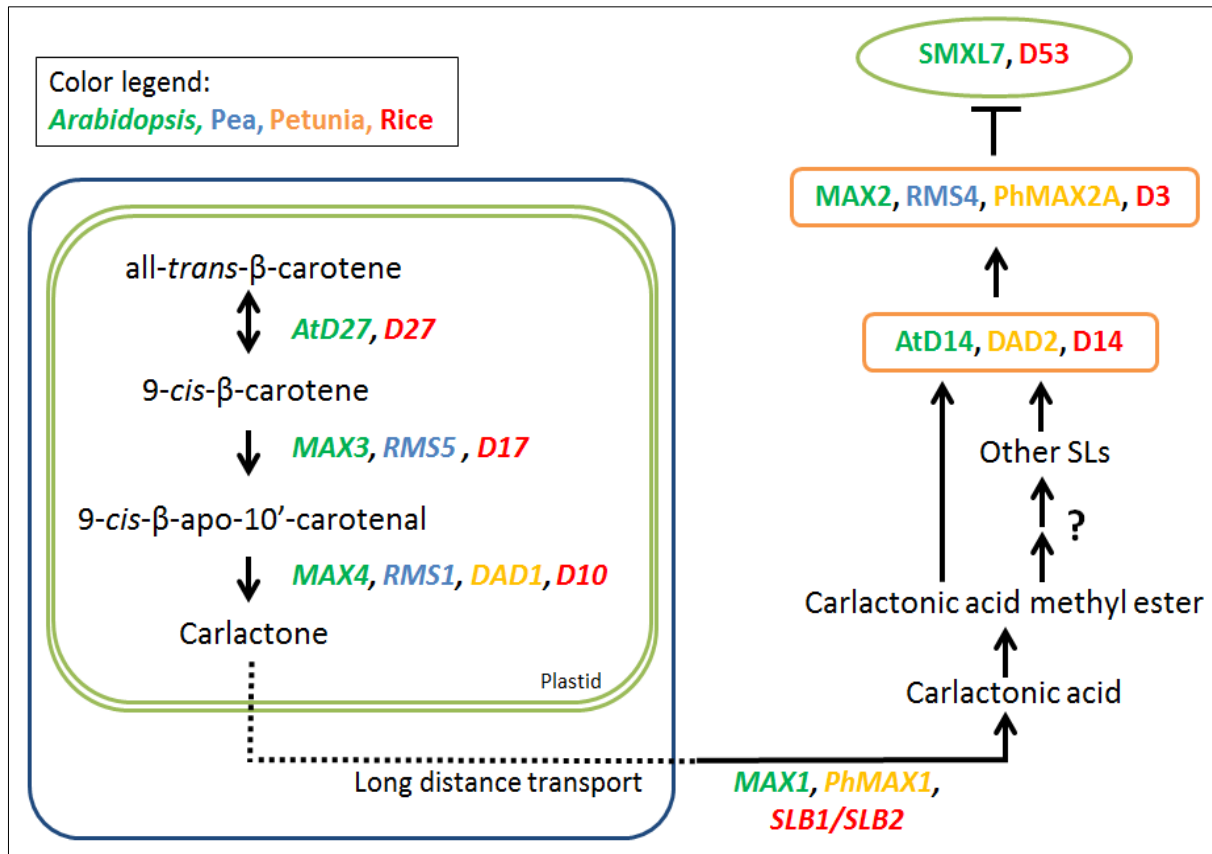 Color legend:
Arabidopsis, Pea, Petunia, Rice
SMXL7, D53
MAX2, RMS4, PhMAX2A, D3
AtD14, DAD2, D14
Other SLs
?
Carlactonic acid methyl ester
Carlactonic acid
all-trans-β-carotene
AtD27, D27
9-cis-β-carotene
MAX3, RMS5 , D17
9-cis-β-apo-10’-carotenal
MAX4, RMS1, DAD1, D10
Carlactone
Plastid
Long distance transport
MAX1, PhMAX1,
SLB1/SLB2